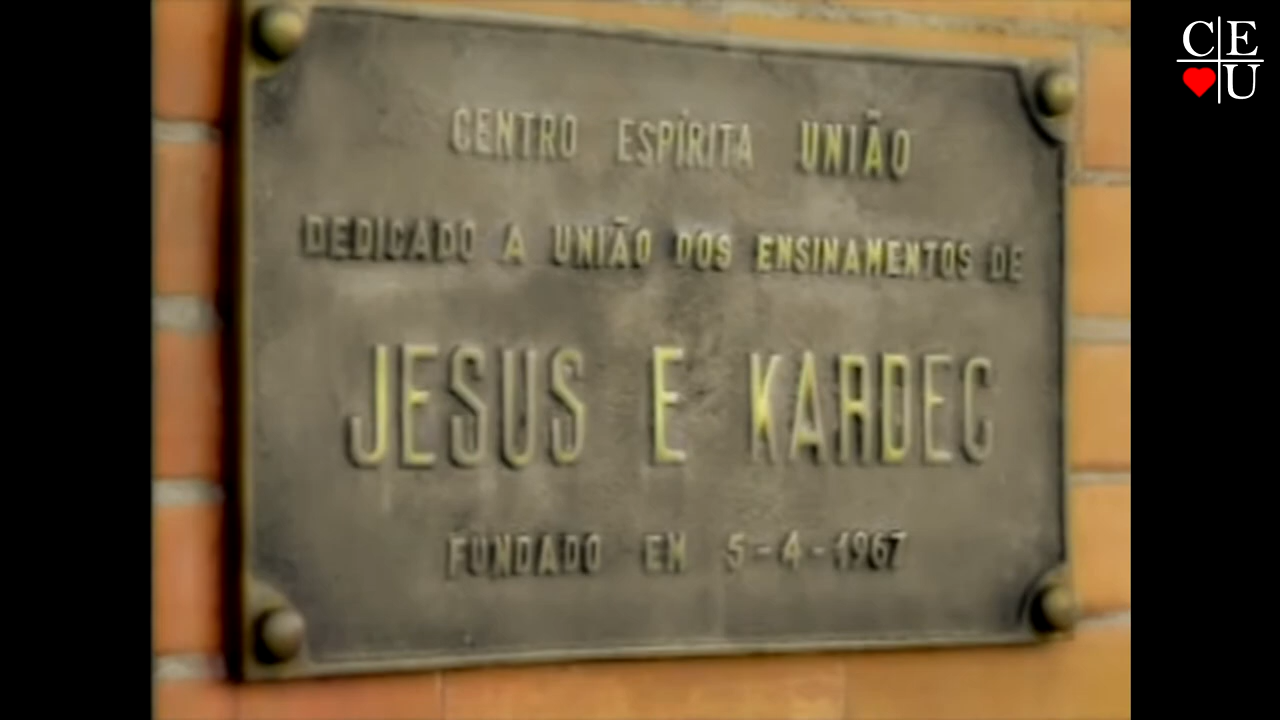 CENTRO ESPÍRITA UNIÃO
DEDICADO A UNIÃO DOS ENSINAMENTOS DE
JESUS E KARDEC
FUNDADO EM 5-4-1967
CE
U